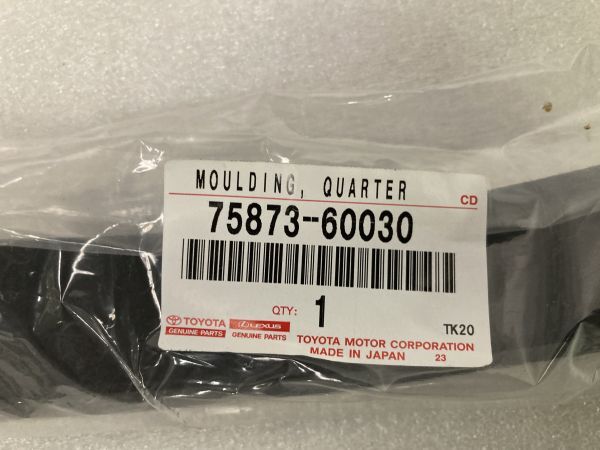 MOULDING, QUARTER
CD
75873-60030
QTY: 1
TK20
TOYOTA LEXUS
GENUINE PARTS GENUINE PARTS
TOYOTA MOTOR CORPORATION
MADE IN JAPAN 23